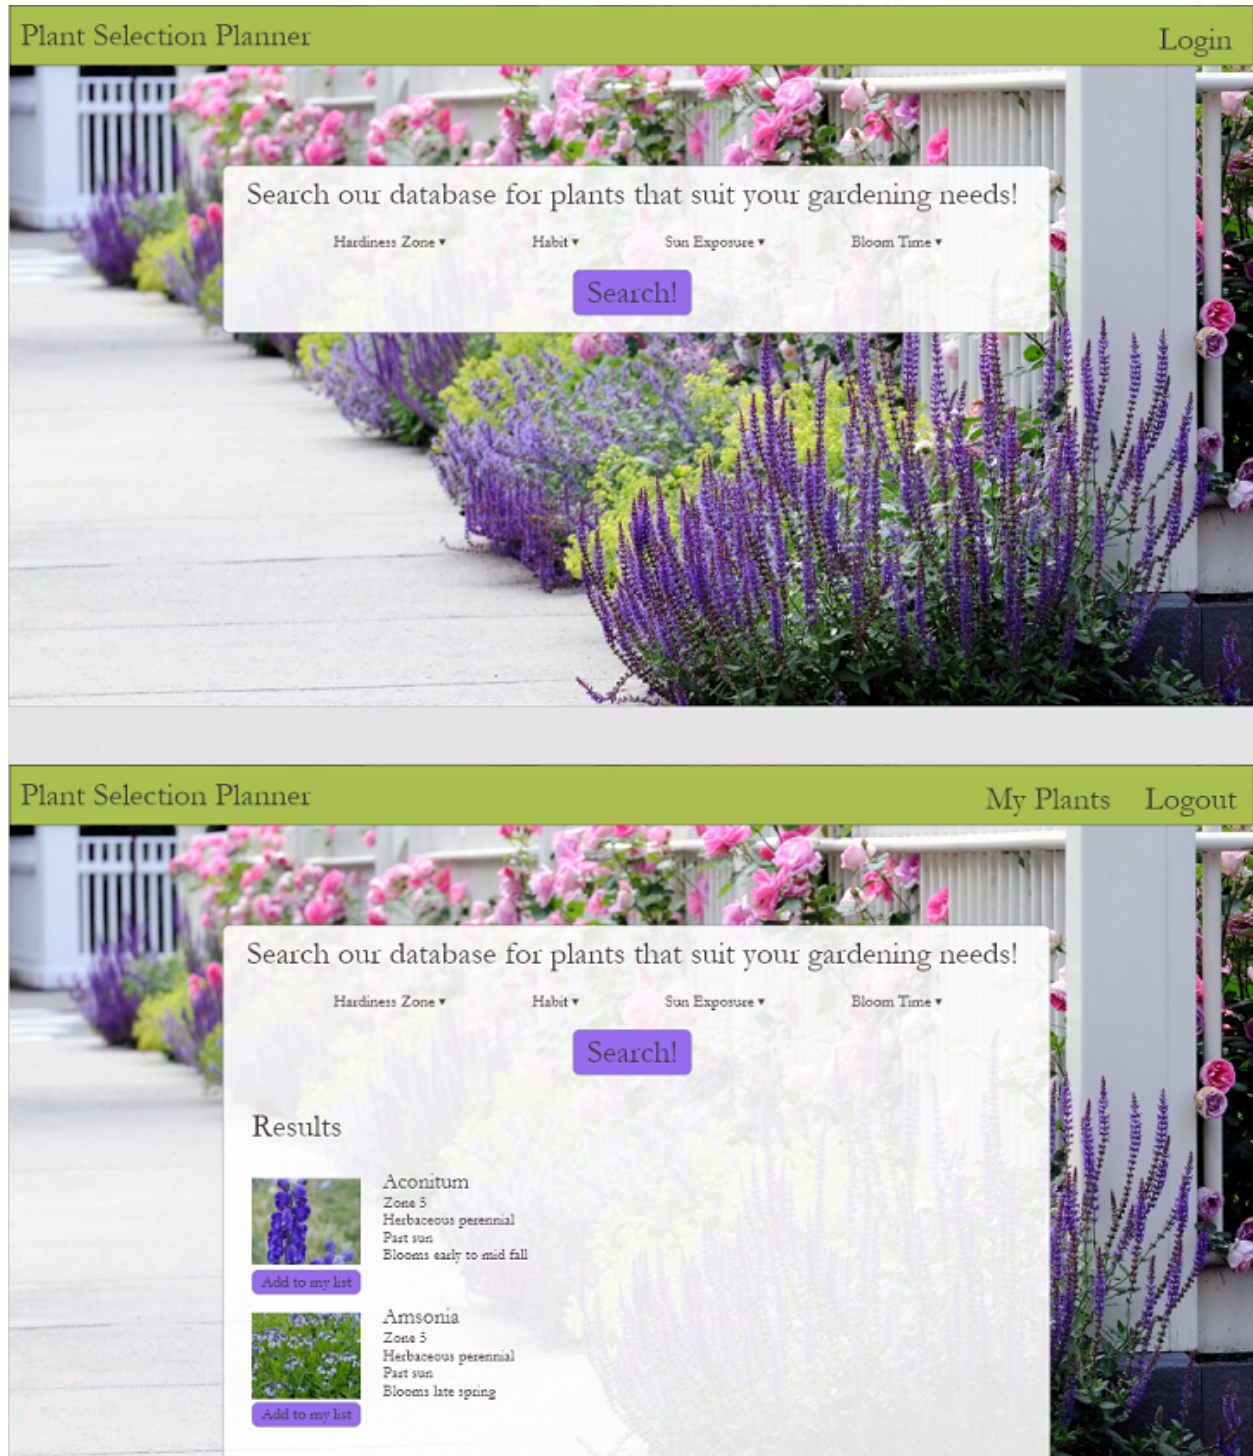 Plant Selection Planner
Login
Search our database for plants that suit your gardening needs!
Hardiness Zone ▾ Habit ▾ Sun Exposure ▾ Bloom Time ▾
Search!
Plant Selection Planner
My Plants Logout
Search our database for plants that suit your gardening needs!
Hardiness Zone ▾ Habit ▾ Sun Exposure ▾ Bloom Time ▾
Search!
Results
Aconitum
Zone 5
Herbaceous perennial
Part sun
Blooms early to mid fall
Add to my list
Amsonia
Zone 5
Herbaceous perennial
Part sun
Blooms late spring
Add to my list